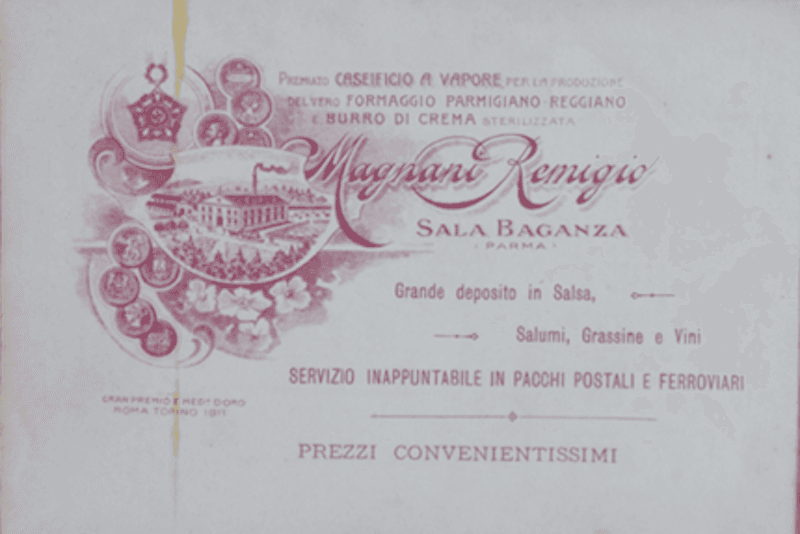 PREMIATO CASEIFICIO A VAPORE PER LA PRODUZIONE
DEL VERO FORMAGGIO PARMIGIANO-REGGIANO
E BURRO DI CREMA STERILIZZATA
Magnani Remigio
SALA BAGANZA
(PARMA)
Grande deposito in Salsa,
Salumi, Grassine e Vini
SERVIZIO INAPPUNTABILE IN PACCHI POSTALI E FERROVIARI
GRAN PREMIO E MED^A D'ORO
ROMA TORINO 1911
PREZZI CONVENIENTISSIMI